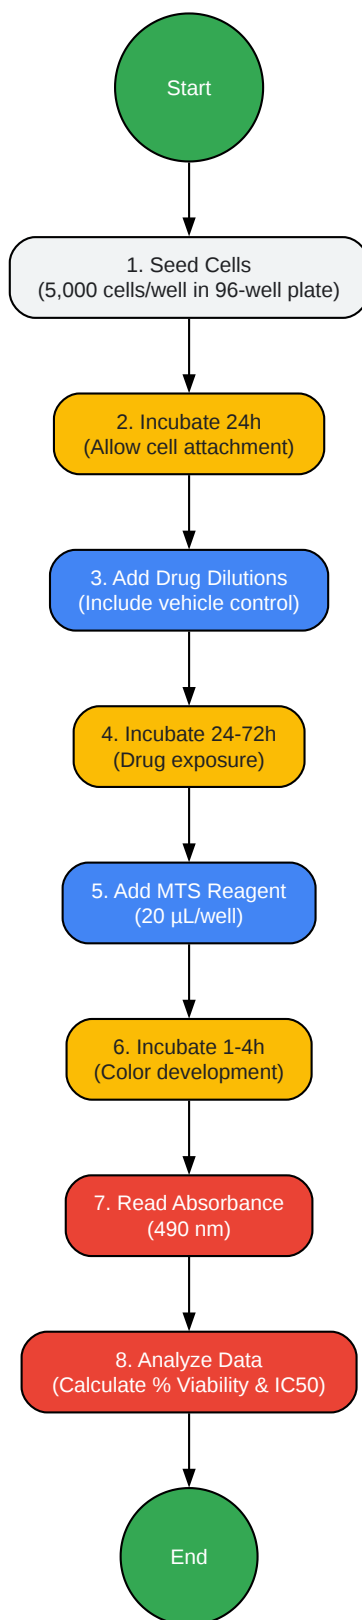 Start
1. Seed Cells
(5,000 cells/well in 96-well plate)
2. Incubate 24h
(Allow cell attachment)
3. Add Drug Dilutions
(Include vehicle control)
4. Incubate 24-72h
(Drug exposure)
5. Add MTS Reagent
(20 µL/well)
6. Incubate 1-4h
(Color development)
7. Read Absorbance
(490 nm)
8. Analyze Data
(Calculate % Viability & IC50)
End